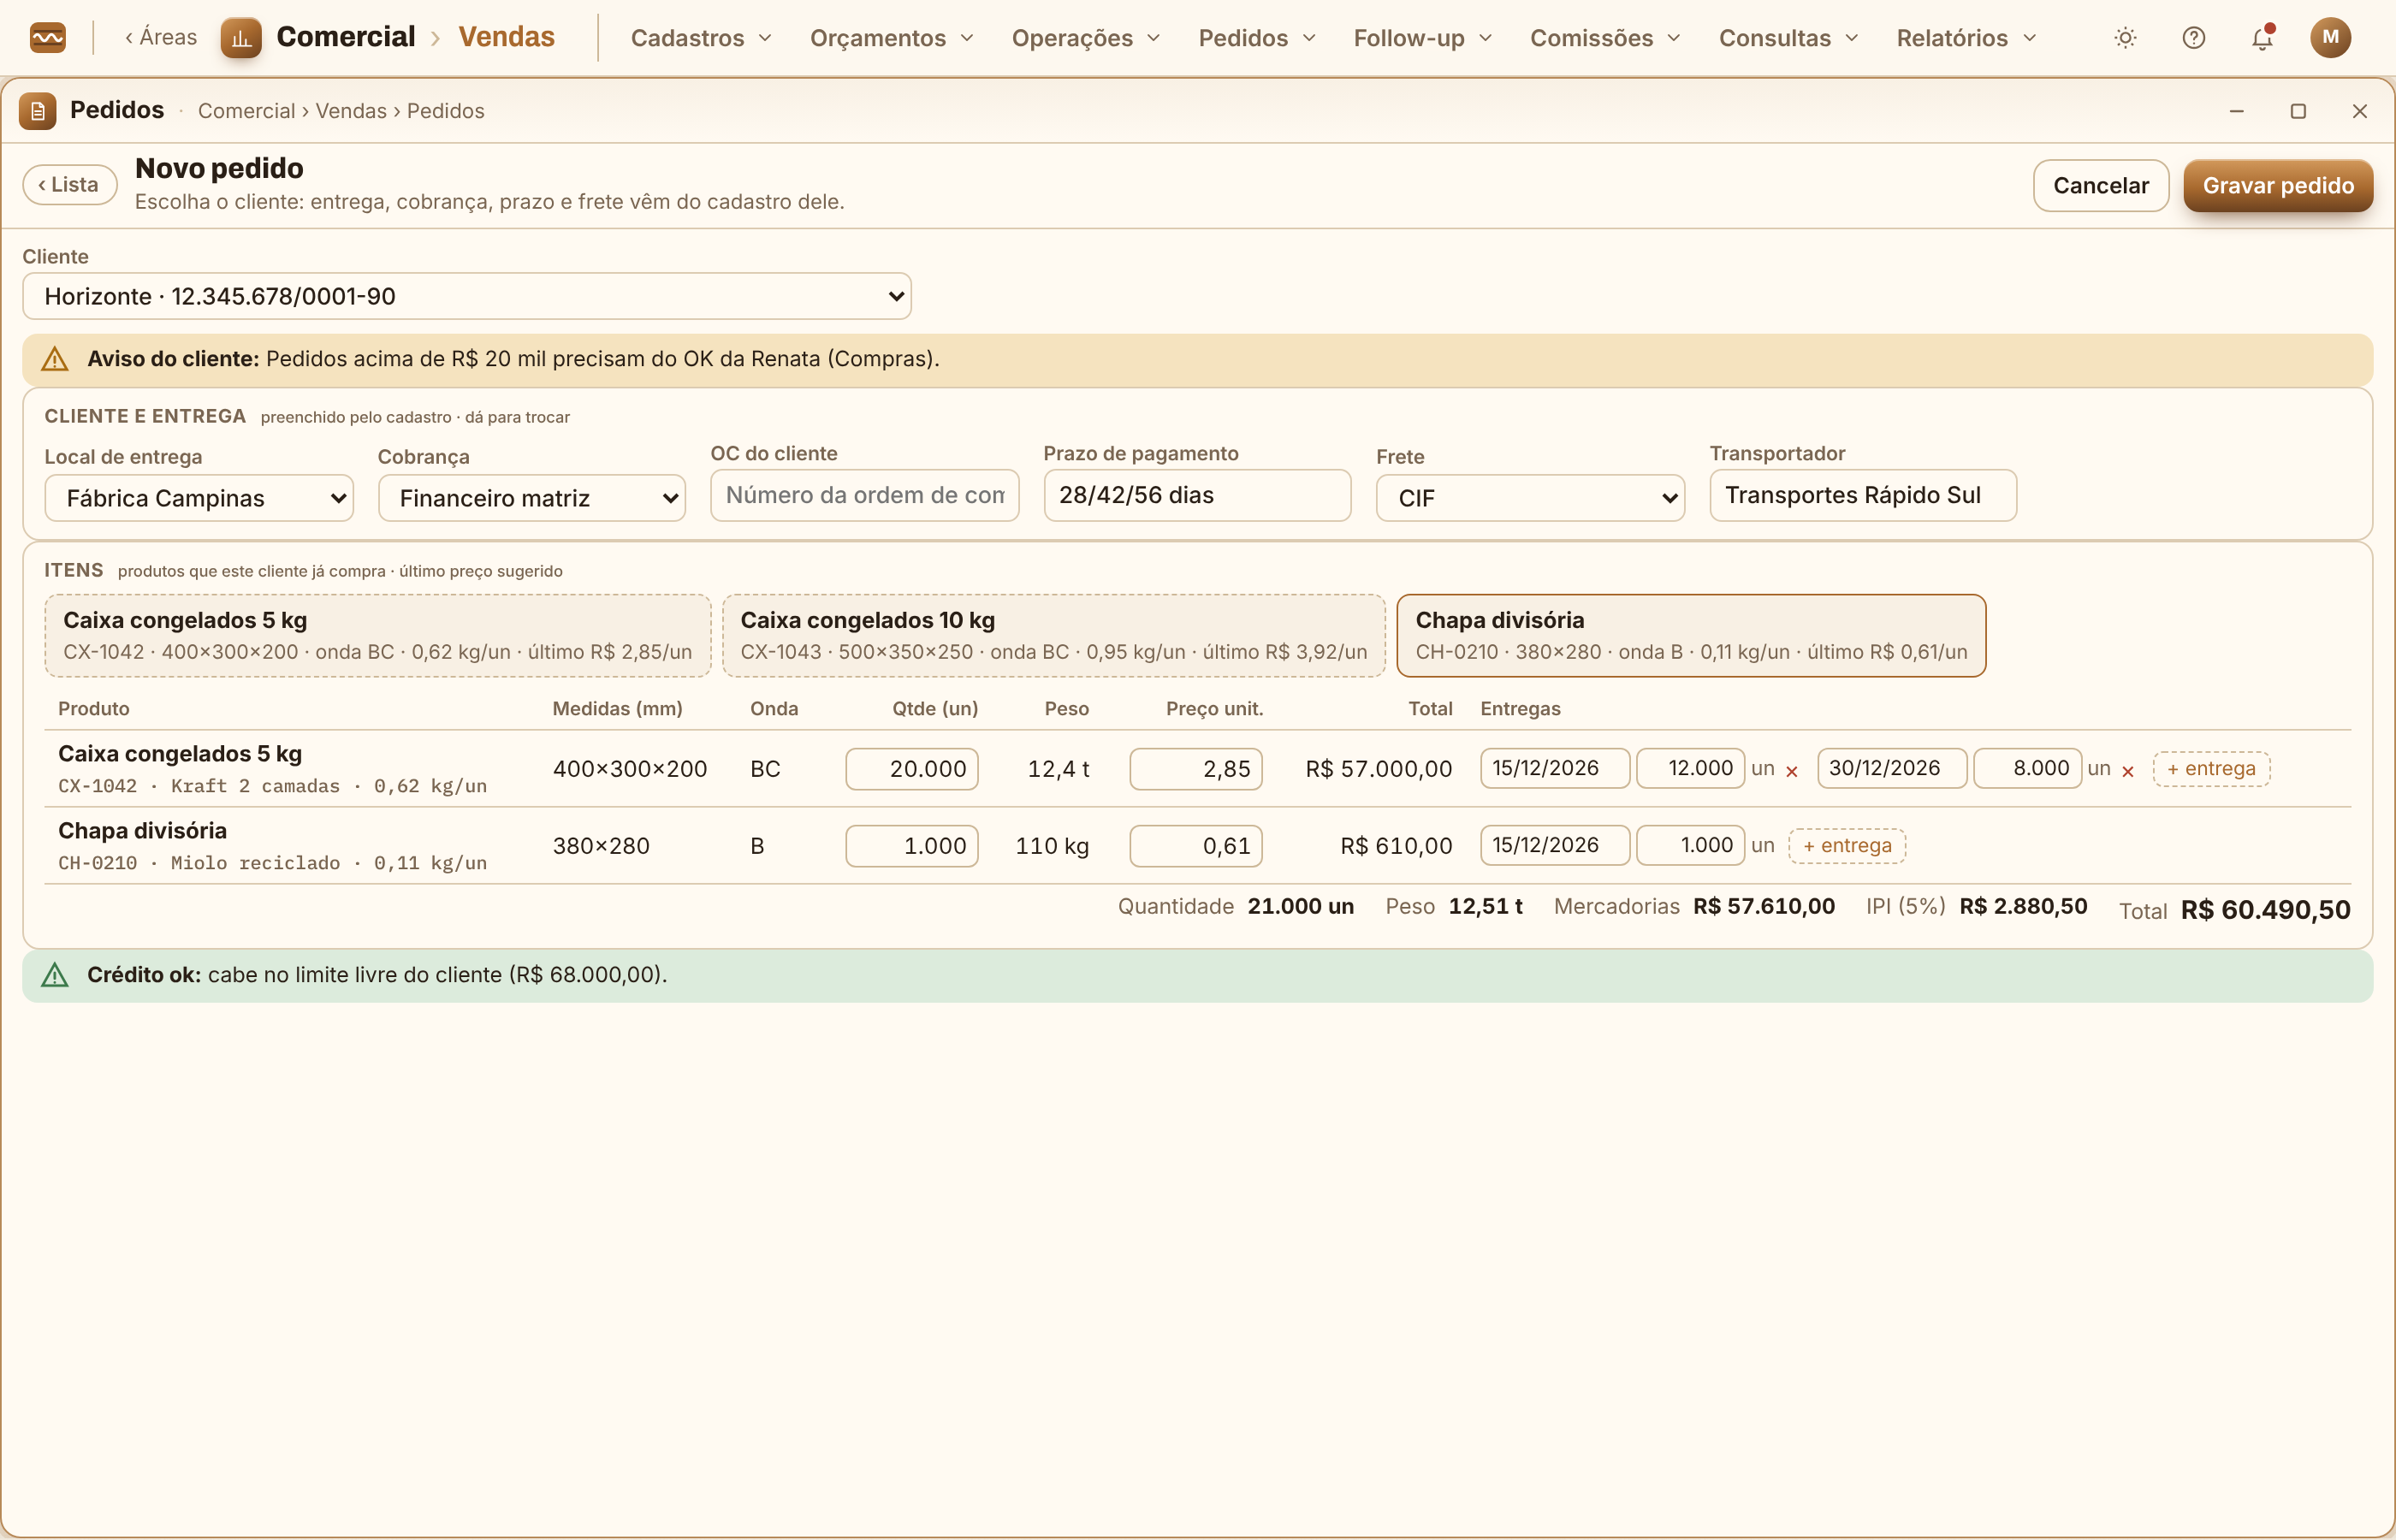 ‹ Áreas Comercial › Vendas Cadastros Orçamentos Operações Pedidos Follow-up Comissões Consultas Relatórios M
Pedidos · Comercial › Vendas › Pedidos
‹ Lista
Novo pedido
Escolha o cliente: entrega, cobrança, prazo e frete vêm do cadastro dele.
Cancelar Gravar pedido
Cliente
Horizonte · 12.345.678/0001-90
Aviso do cliente: Pedidos acima de R$ 20 mil precisam do OK da Renata (Compras).
CLIENTE E ENTREGA preenchido pelo cadastro · dá para trocar
Local de entrega Cobrança OC do cliente Prazo de pagamento Frete Transportador
Fábrica Campinas Financeiro matriz Número da ordem de com 28/42/56 dias CIF Transportes Rápido Sul
ITENS produtos que este cliente já compra · último preço sugerido
Caixa congelados 5 kg
CX-1042 · 400×300×200 · onda BC · 0,62 kg/un · último R$ 2,85/un
Caixa congelados 10 kg
CX-1043 · 500×350×250 · onda BC · 0,95 kg/un · último R$ 3,92/un
Chapa divisória
CH-0210 · 380×280 · onda B · 0,11 kg/un · último R$ 0,61/un
Produto Medidas (mm) Onda Qtde (un) Peso Preço unit. Total Entregas
Caixa congelados 5 kg
CX-1042 · Kraft 2 camadas · 0,62 kg/un
400×300×200 BC 20.000 12,4 t 2,85 R$ 57.000,00 15/12/2026 12.000 un × 30/12/2026 8.000 un × + entrega
Chapa divisória
CH-0210 · Miolo reciclado · 0,11 kg/un
380×280 B 1.000 110 kg 0,61 R$ 610,00 15/12/2026 1.000 un + entrega
Quantidade 21.000 un Peso 12,51 t Mercadorias R$ 57.610,00 IPI (5%) R$ 2.880,50 Total R$ 60.490,50
Crédito ok: cabe no limite livre do cliente (R$ 68.000,00).